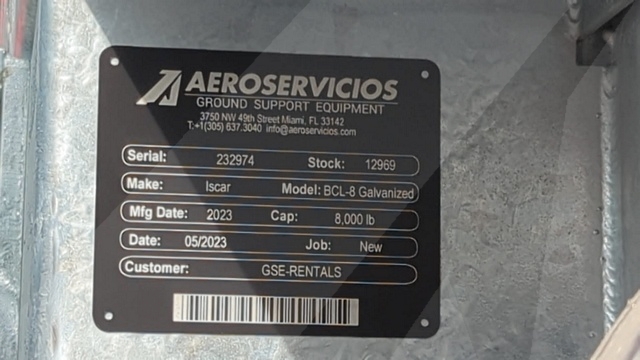 AEROSERVICIOS
GROUND SUPPORT EQUIPMENT
3750 NW 49th Street Miami, FL 33142
T:+1(305) 637.3040 info@aeroservicios.com
Serial: 232974 Stock: 12969
Make: Iscar Model: BCL-8 Galvanized
Mfg Date: 2023 Cap: 8,000 lb
Date: 05/2023 Job: New
Customer: GSE-RENTALS